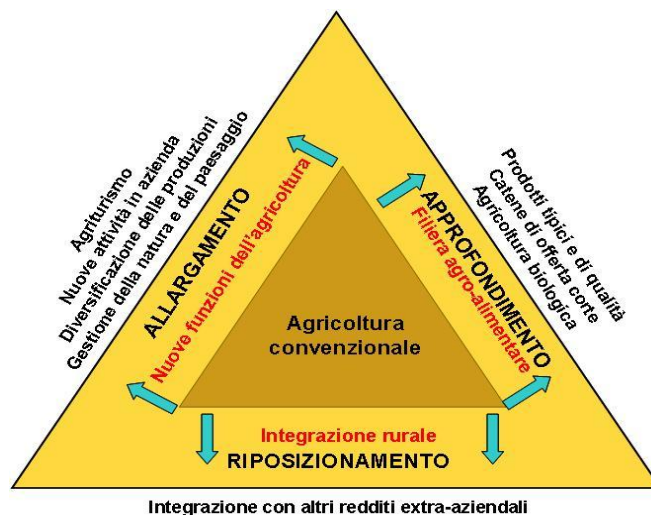 Agriturismo
Nuove attività in azienda
Diversificazione delle produzioni
Gestione della natura e del paesaggio
ALLARGAMENTO
Nuove funzioni dell'agricoltura
Prodotti tipici e di qualità
Catene di offerta corte
Agricoltura biologica
APPROFONDIMENTO
Filiera agro-alimentare
Agricoltura
convenzionale
Integrazione rurale
RIPOSIZIONAMENTO
Integrazione con altri redditi extra-aziendali